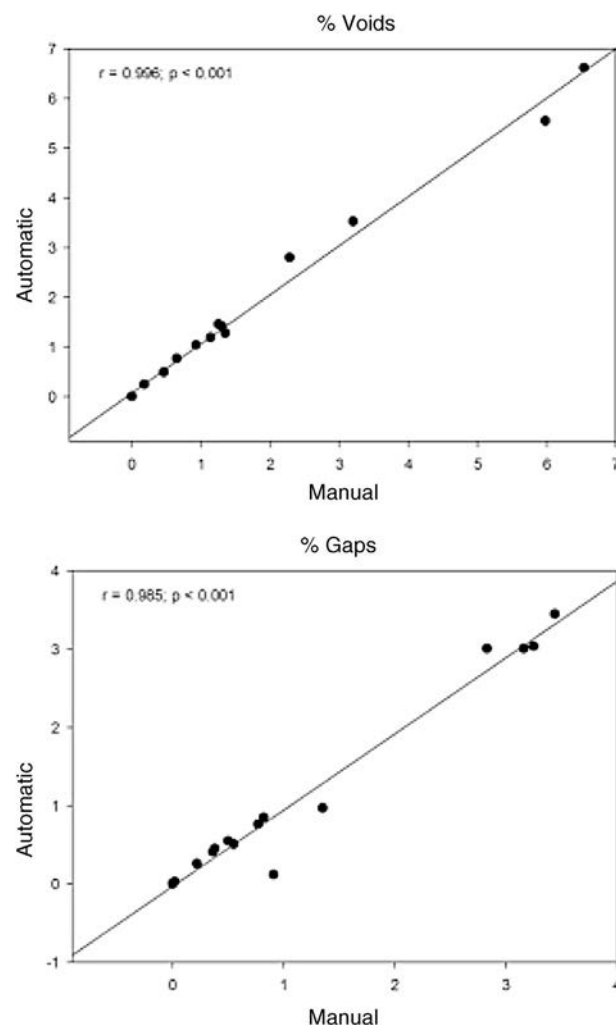 % Voids
r = 0.996; p < 0.001
7
6
5
4
3
2
1
0
Automatic
0 1 2 3 4 5 6 7
Manual
% Gaps
r = 0.985; p < 0.001
4
3
2
1
0
-1
Automatic
0 1 2 3 4
Manual